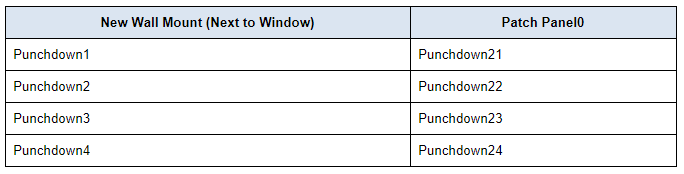 New Wall Mount (Next to Window) Patch Panel0
Punchdown1 Punchdown21
Punchdown2 Punchdown22
Punchdown3 Punchdown23
Punchdown4 Punchdown24